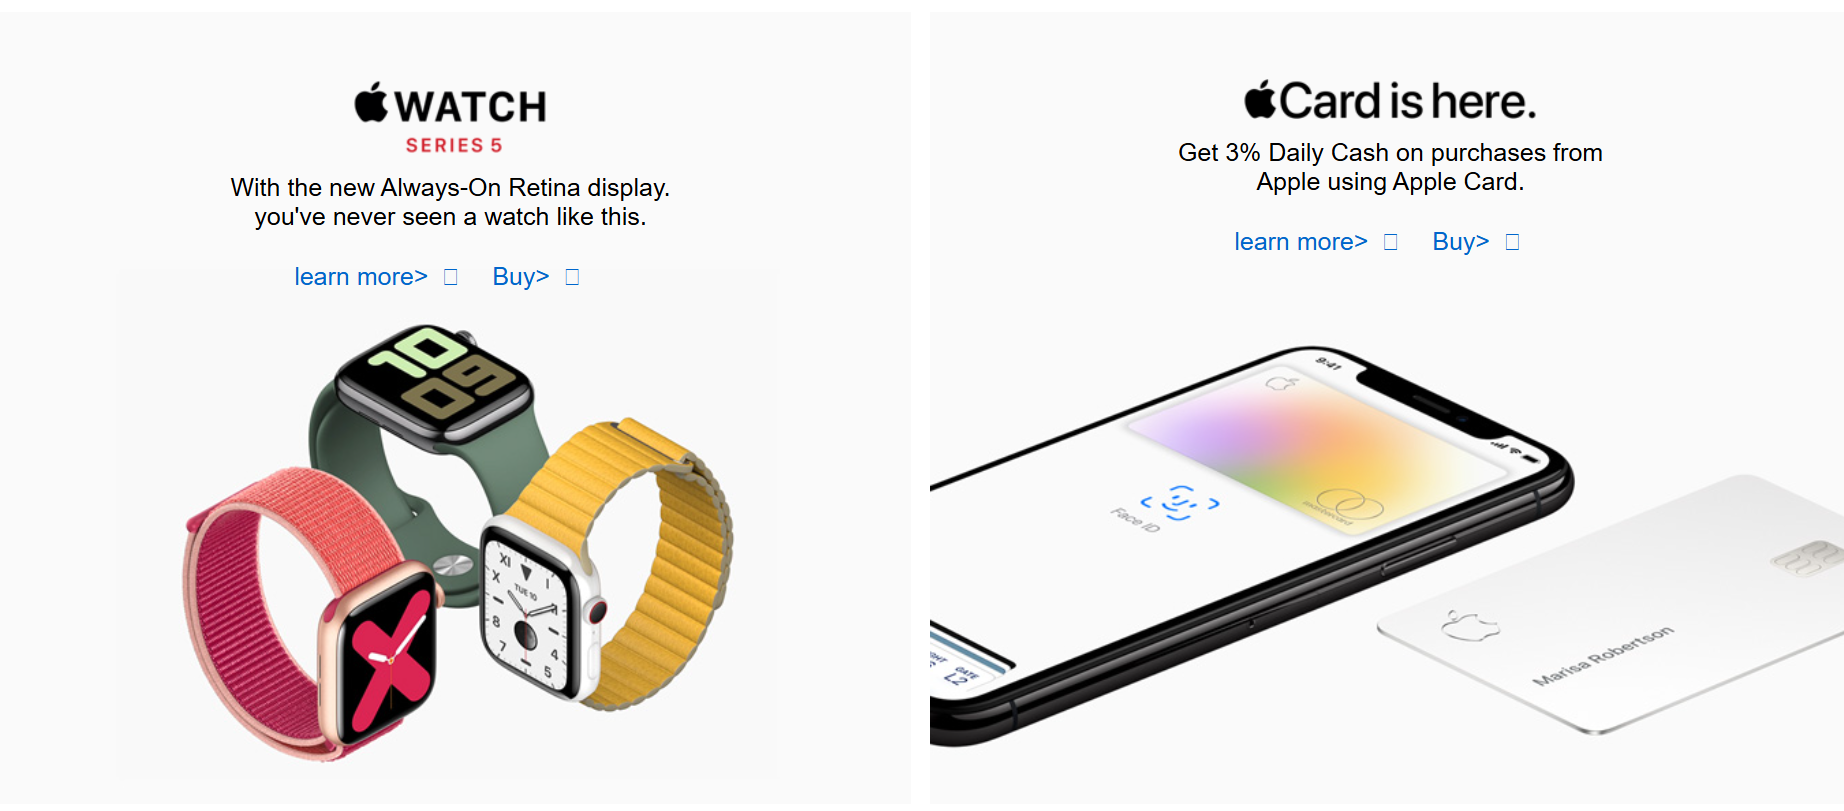 WATCH
SERIES 5
With the new Always-On Retina display.
you've never seen a watch like this.
learn more> Buy>
10
09
XI I
X TUE 10
8 4
7 5
Card is here.
Get 3% Daily Cash on purchases from
Apple using Apple Card.
learn more> Buy>
9:41
mastercard
Face ID
GATE
L2
Marisa Robertson